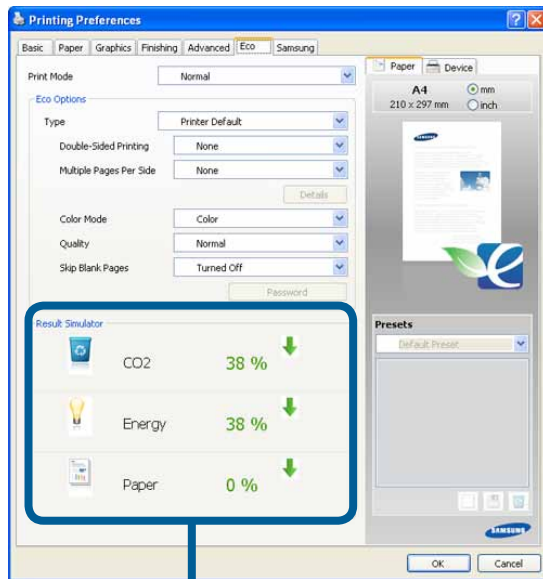 Printing Preferences
Basic Paper Graphics Finishing Advanced Eco Samsung
Print Mode Normal
Eco Options
Type Printer Default
Double-Sided Printing None
Multiple Pages Per Side None
Details
Color Mode Color
Quality Normal
Skip Blank Pages Turned Off
Password
Result Simulator
CO2 38 %
Energy 38 %
Paper 0 %
Paper Device
A4 mm
210 x 297 mm inch
Presets
Default Preset
SAMSUNG
OK Cancel